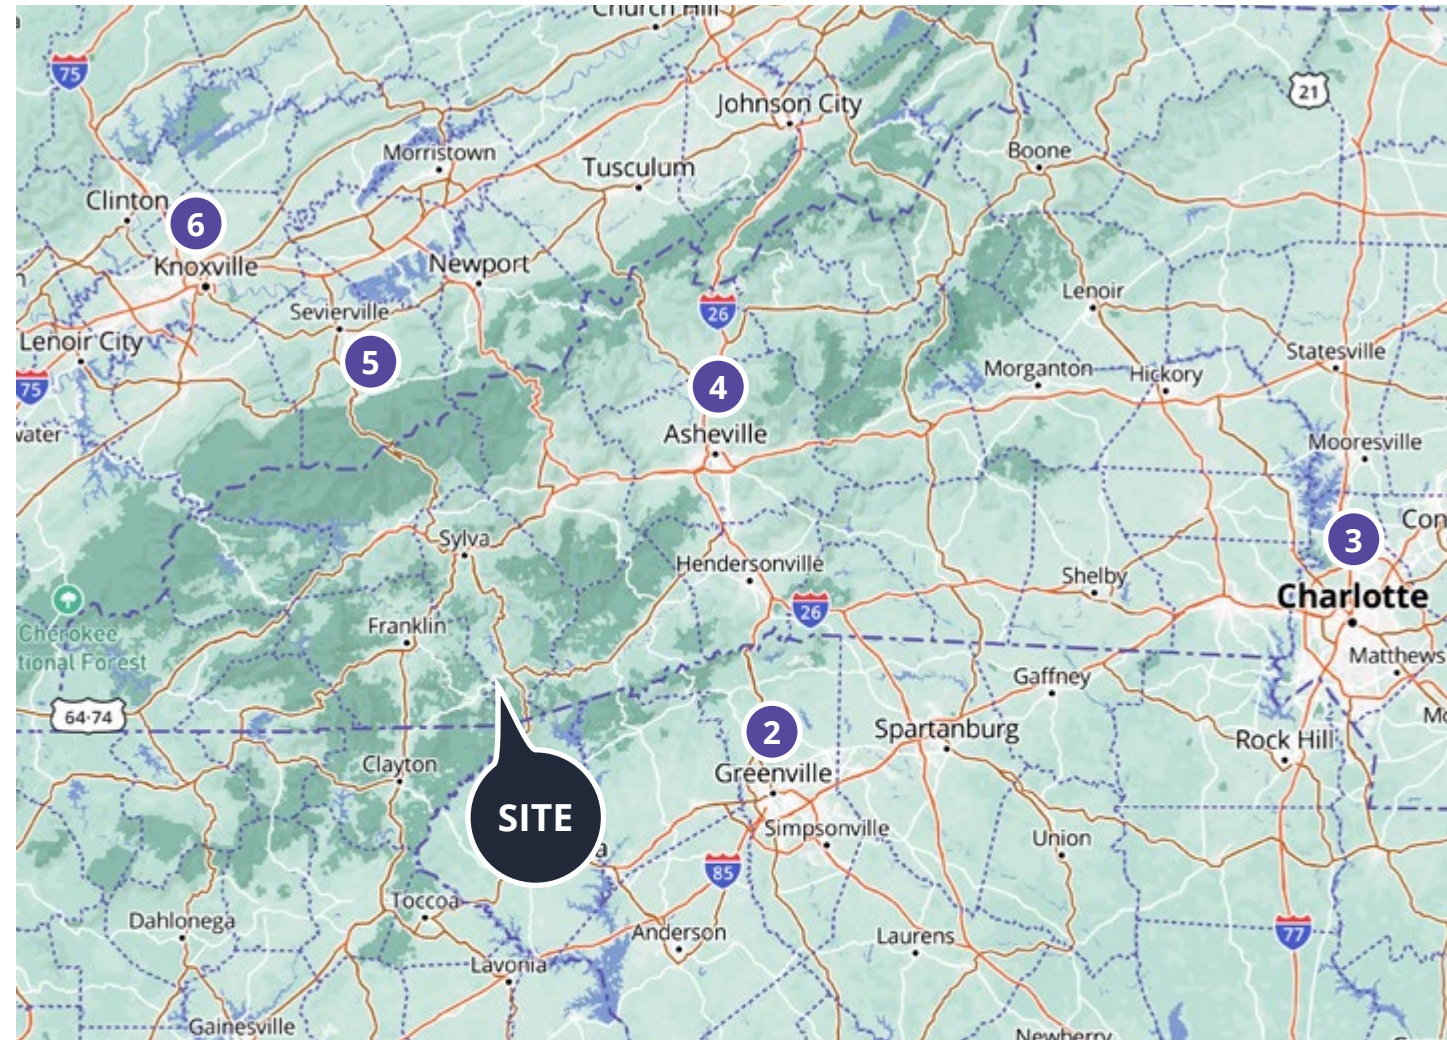 Church Hill
75
21
Johnson City
Morristown
Boone
Tusculum
Clinton
6
Knoxville
Newport
Lenoir
Sevierville
26
Lenoir City
5
75
4
Statesville
Morganton
Hickory
Asheville
water
Mooresville
Sylva
3
Con
Hendersonville
Shelby
26
Charlotte
Franklin
Cherokee
tional Forest
Matthews
Gaffney
64-74
2
Spartanburg
Rock Hill
Clayton
Greenville
SITE
Simpsonville
Union
a
85
Toccoa
Dahlonega
Anderson
Laurens
77
Lavonia
Gainesville
Newberry